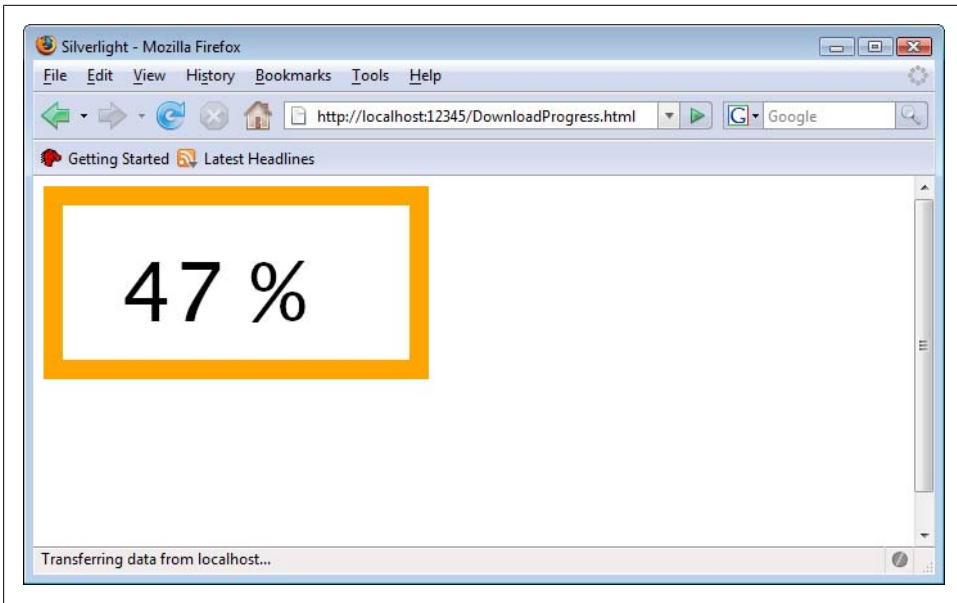 Silverlight - Mozilla Firefox
File Edit View History Bookmarks Tools Help
http://localhost:12345/DownloadProgress.html
G Google
Getting Started Latest Headlines
47 %
Transferring data from localhost...